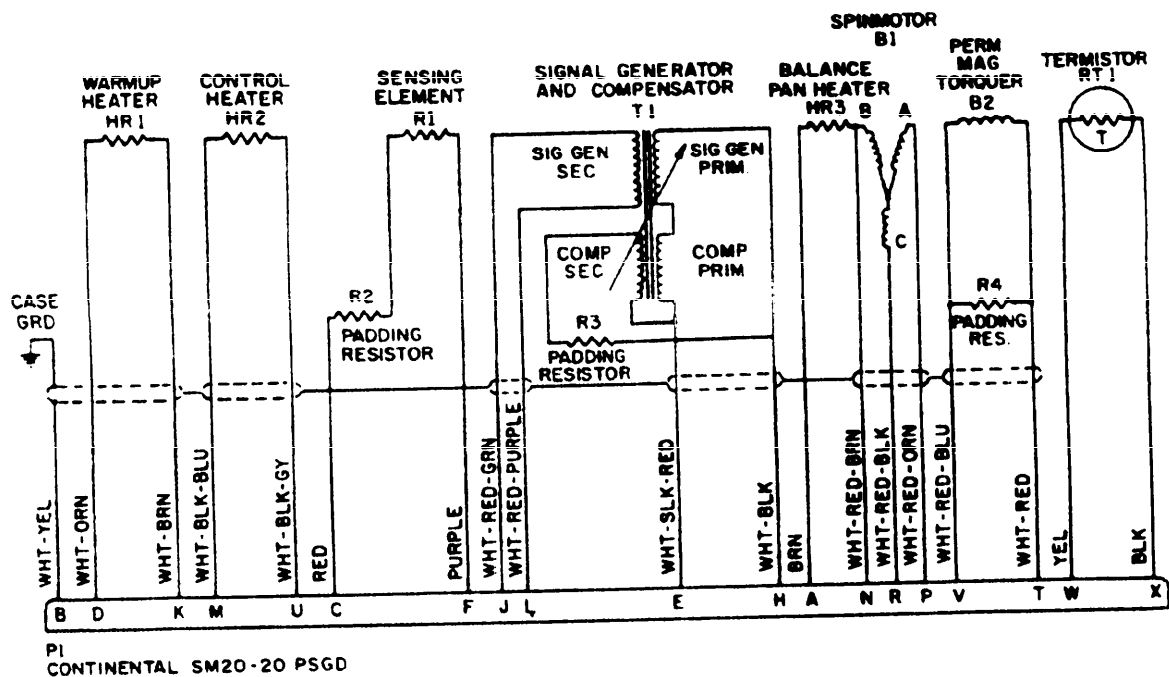 SPINMOTOR
B1
WARMUP
HEATER
HR1
CONTROL
HEATER
HR2
SENSING
ELEMENT
R1
SIGNAL GENERATOR
AND COMPENSATOR
T1
BALANCE
PAN HEATER
HR3
B
A
C
PERM
MAG
TORQUER
B2
TERMISTOR
RT1
T
SIG GEN
SEC
SIG GEN
PRIM.
COMP
SEC
COMP
PRIM
CASE
GRD
R2
PADDING
RESISTOR
R3
PADDING
RESISTOR
R4
PADDING
RES.
WHT-YEL
WHT-ORN
WHT-BRN
WHT-BLK-BLU
WHT-BLK-GY
RED
PURPLE
WHT-RED-GRN
WHT-RED-PURPLE
WHT-SLK-RED
WHT-BLK
BRN
WHT-RED-BRN
WHT-RED-BLK
WHT-RED-ORN
WHT-RED-BLU
WHT-RED
YEL
BLK
B D K M U C F J L E H A N R P V T W X
P1
CONTINENTAL SM20-20 PSGD